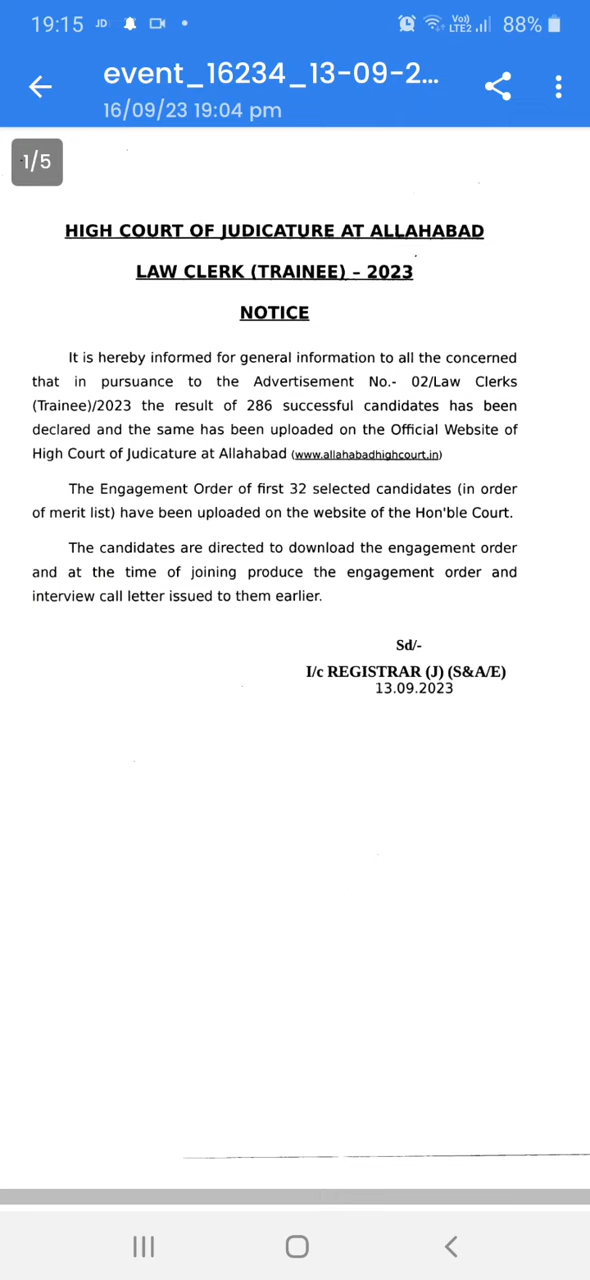 19:15 JD 88%
Vo)) LTE2
event_16234_13-09-2...
16/09/23 19:04 pm
1/5
HIGH COURT OF JUDICATURE AT ALLAHABAD
LAW CLERK (TRAINEE) – 2023
NOTICE
It is hereby informed for general information to all the concerned
that in pursuance to the Advertisement No.- 02/Law Clerks
(Trainee)/2023 the result of 286 successful candidates has been
declared and the same has been uploaded on the Official Website of
High Court of Judicature at Allahabad (www.allahabadhighcourt.in)
The Engagement Order of first 32 selected candidates (in order
of merit list) have been uploaded on the website of the Hon'ble Court.
The candidates are directed to download the engagement order
and at the time of joining produce the engagement order and
interview call letter issued to them earlier.
Sd/-
I/c REGISTRAR (J) (S&A/E)
13.09.2023